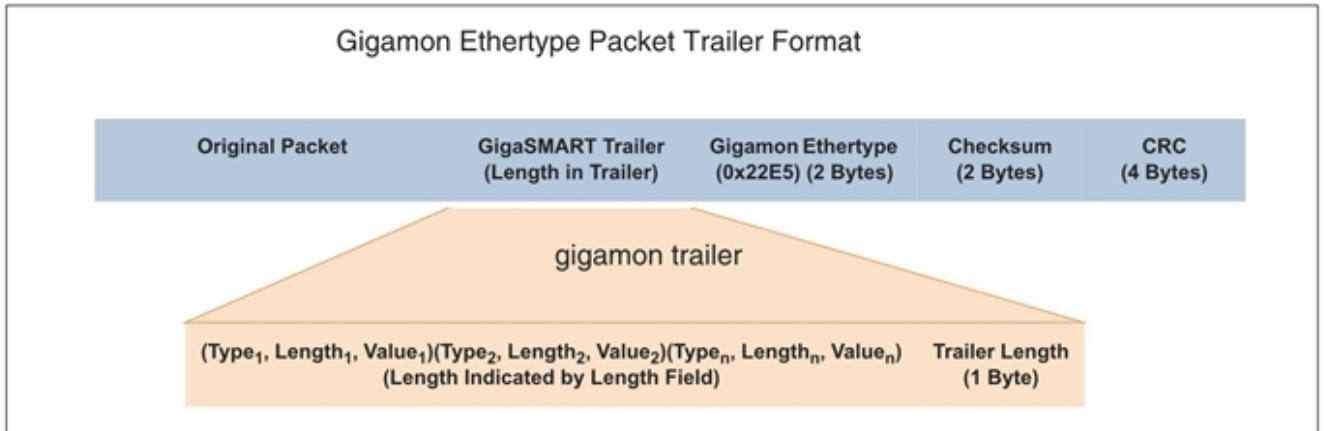 Gigamon Ethertype Packet Trailer Format
Original Packet
GigaSMART Trailer
(Length in Trailer)
Gigamon Ethertype
(0x22E5) (2 Bytes)
Checksum
(2 Bytes)
CRC
(4 Bytes)
gigamon trailer
(Type₁, Length₁, Value₁)(Type₂, Length₂, Value₂)(Typeₙ, Lengthₙ, Valueₙ)
(Length Indicated by Length Field)
Trailer Length
(1 Byte)